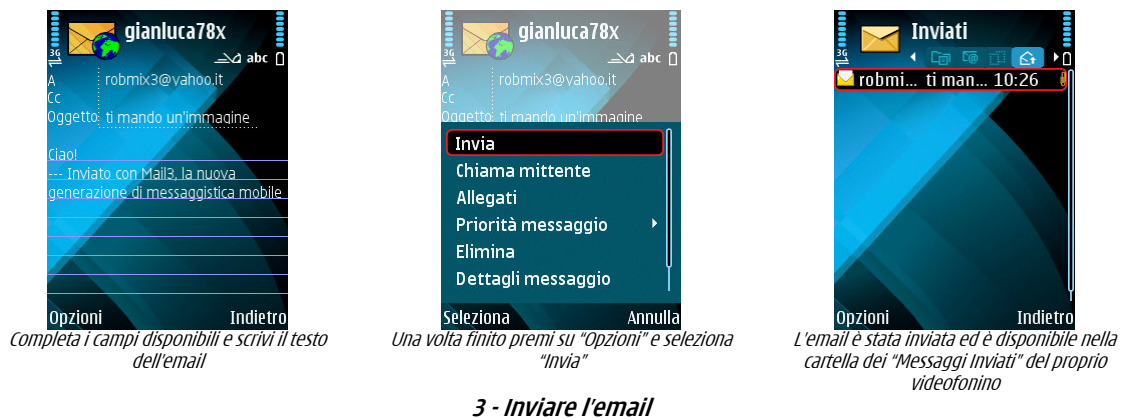 gianluca78x
3G
abc
A
robmix3@yahoo.it
Cc
Oggetto
ti mando un'immagine
Ciao!
--- Inviato con Mail3, la nuova
generazione di messaggistica mobile
Opzioni
Indietro
Completa i campi disponibili e scrivi il testo
dell'email
gianluca78x
3G
abc
A
robmix3@yahoo.it
Cc
Oggetto
ti mando un'immagine
Invia
Chiama mittente
Allegati
Priorità messaggio
Elimina
Dettagli messaggio
Seleziona
Annulla
Una volta finito premi su “Opzioni” e seleziona
“Invia”
Inviati
3G
robmi... ti man... 10:26
Opzioni
Indietro
L'email è stata inviata ed è disponibile nella
cartella dei “Messaggi Inviati” del proprio
videofonino
3 - Inviare l'email